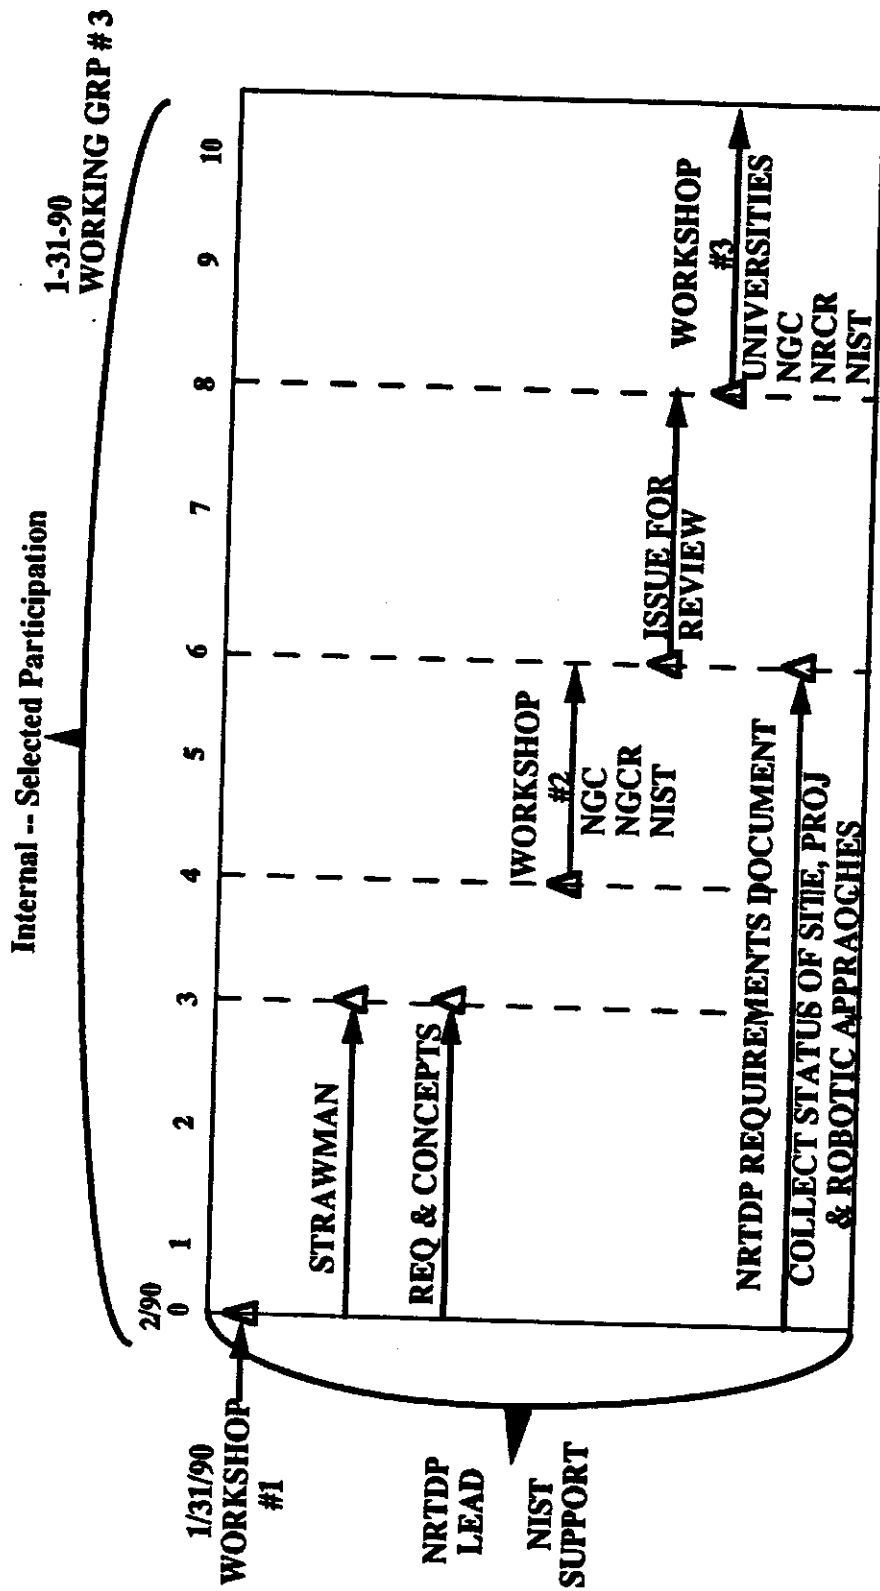 1-31-90
WORKING GRP # 3
Internal -- Selected Participation
2/90
0 1 2 3 4 5 6 7 8 9 10
1/31/90
WORKSHOP
#1
STRAWMAN
REQ & CONCEPTS
NRTDP
LEAD
NIST
SUPPORT
WORKSHOP
#2
NGC
NGCR
NIST
ISSUE FOR
REVIEW
WORKSHOP
#3
UNIVERSITIES
NGC
NRCR
NIST
NRTDP REQUIREMENTS DOCUMENT
COLLECT STATUS OF SITE, PROJ
& ROBOTIC APPRAOCHES